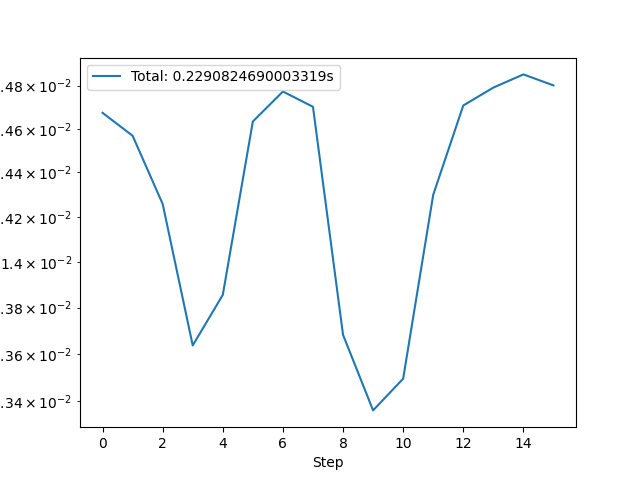 Total: 0.2290824690003319s
.48 × 10⁻²
.46 × 10⁻²
.44 × 10⁻²
.42 × 10⁻²
1.4 × 10⁻²
.38 × 10⁻²
.36 × 10⁻²
.34 × 10⁻²
0 2 4 6 8 10 12 14
Step